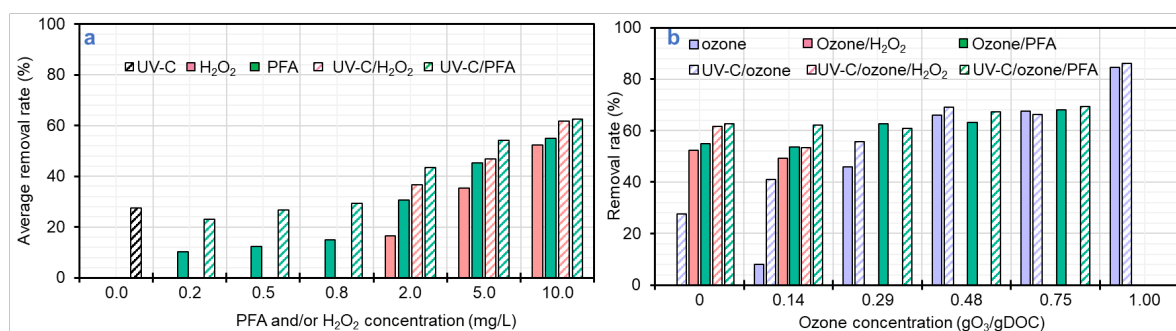 a
Average removal rate (%)
100
80
60
40
20
0
UV-C H₂O₂ PFA UV-C/H₂O₂ UV-C/PFA
0.0 0.2 0.5 0.8 2.0 5.0 10.0
PFA and/or H₂O₂ concentration (mg/L)
b
Removal rate (%)
100
80
60
40
20
0
ozone Ozone/H₂O₂ Ozone/PFA
UV-C/ozone UV-C/ozone/H₂O₂ UV-C/ozone/PFA
0 0.14 0.29 0.48 0.75 1.00
Ozone concentration (gO₃/gDOC)